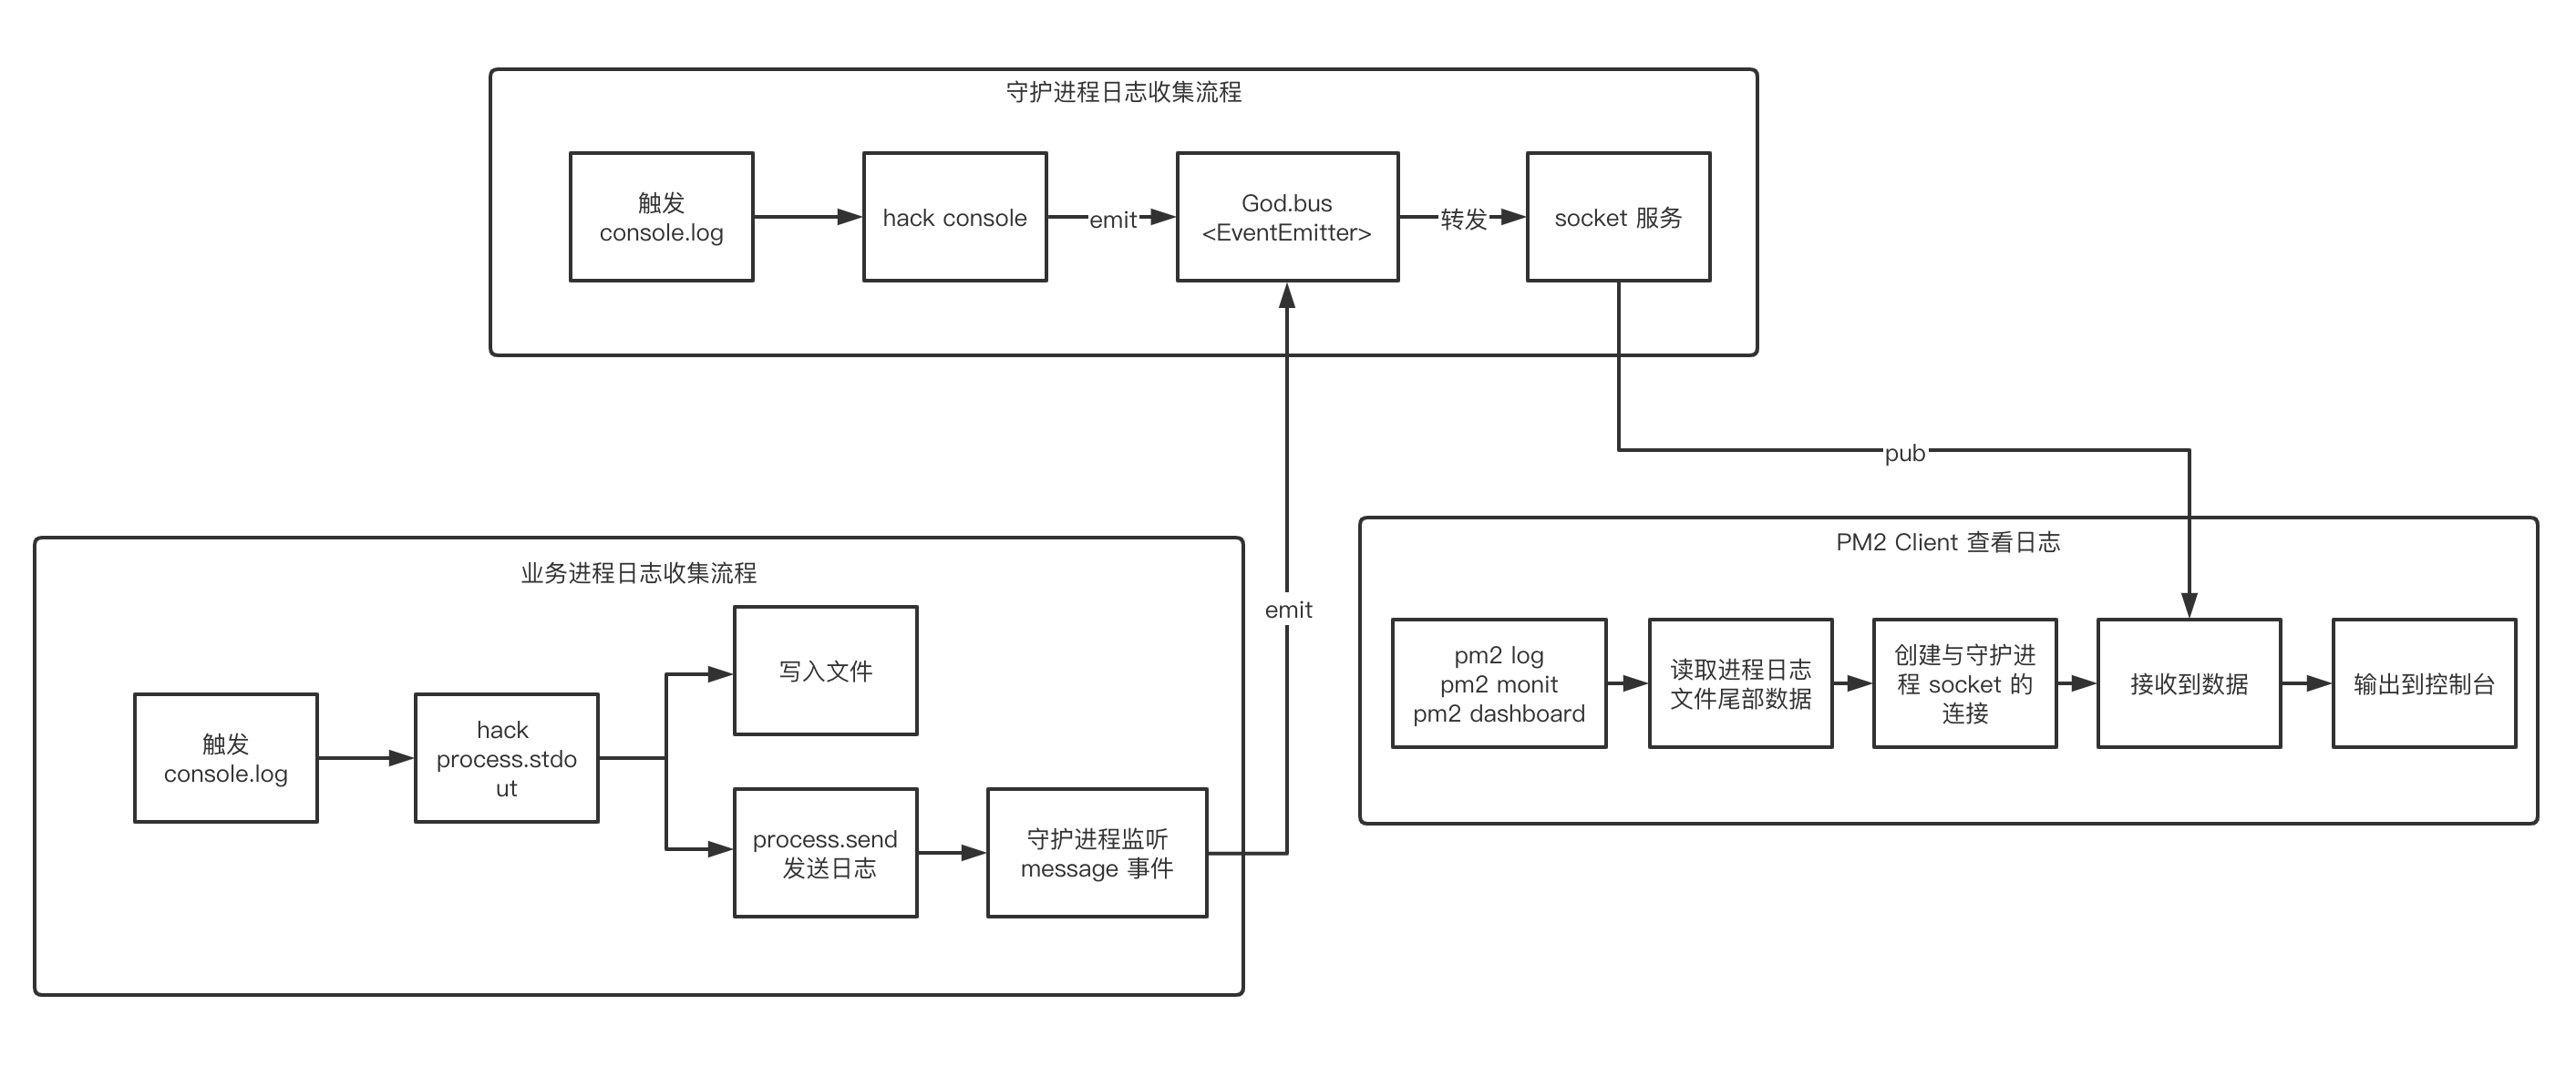 守护进程日志收集流程
触发
console.log
hack console
emit
God.bus
<EventEmitter>
转发
socket 服务
pub
业务进程日志收集流程
触发
console.log
hack
process.stdo
ut
写入文件
process.send
发送日志
守护进程监听
message 事件
emit
PM2 Client 查看日志
pm2 log
pm2 monit
pm2 dashboard
读取进程日志
文件尾部数据
创建与守护进
程 socket 的
连接
接收到数据
输出到控制台